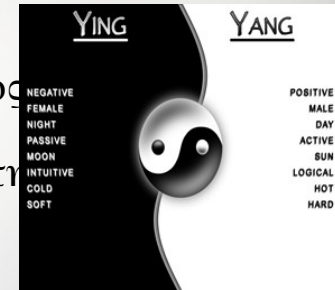 YING
NEGATIVE
FEMALE
NIGHT
PASSIVE
MOON
INTUITIVE
COLD
SOFT
YANG
POSITIVE
MALE
DAY
ACTIVE
SUN
LOGICAL
HOT
HARD